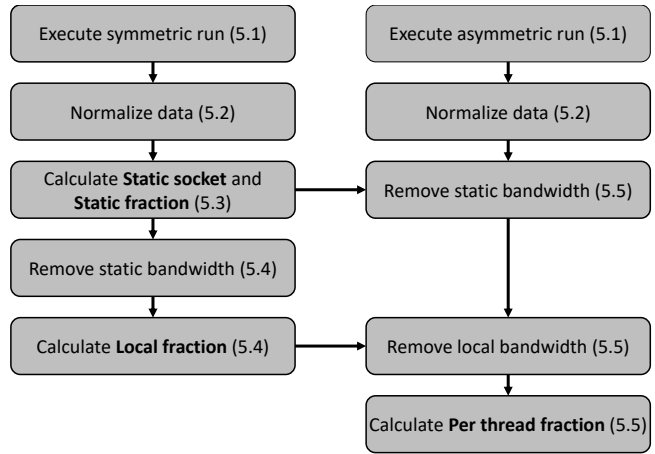 Execute symmetric run (5.1)
Normalize data (5.2)
Calculate Static socket and
Static fraction (5.3)
Remove static bandwidth (5.4)
Calculate Local fraction (5.4)
Execute asymmetric run (5.1)
Normalize data (5.2)
Remove static bandwidth (5.5)
Remove local bandwidth (5.5)
Calculate Per thread fraction (5.5)